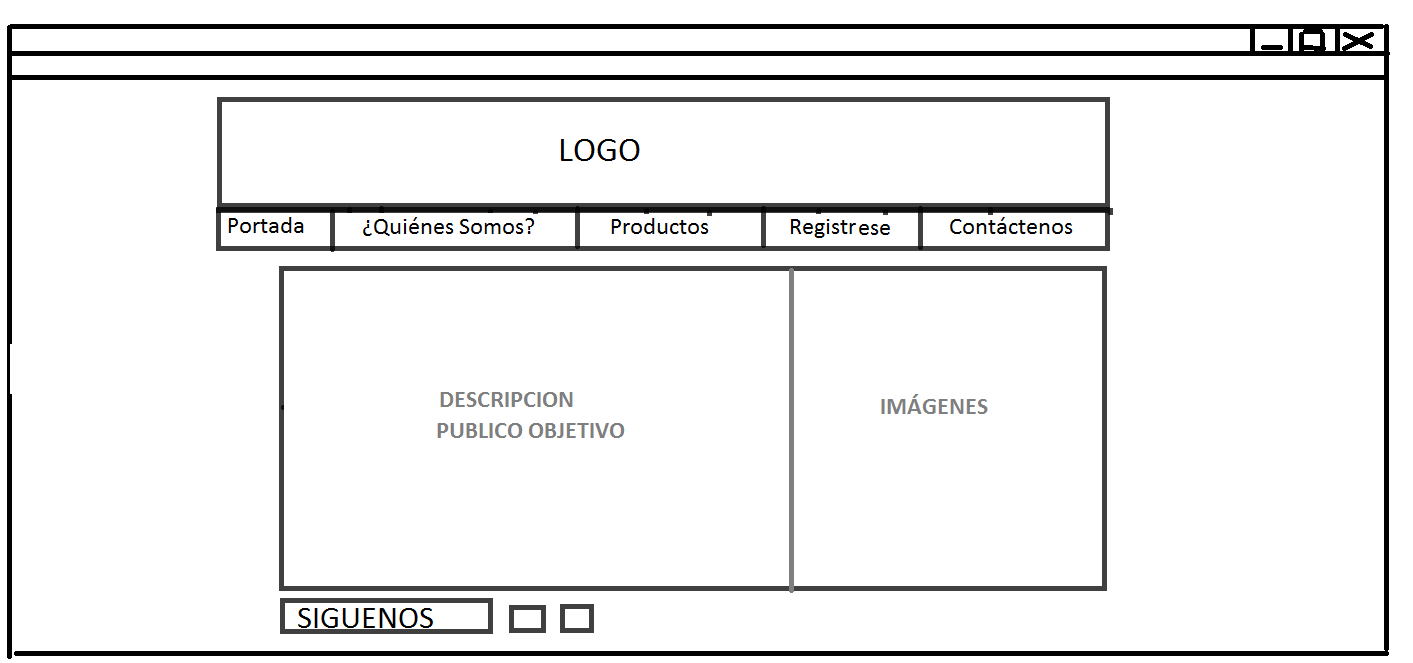 LOGO
Portada ¿Quiénes Somos? Productos Registrese Contáctenos
DESCRIPCION
PUBLICO OBJETIVO
IMÁGENES
SIGUENOS